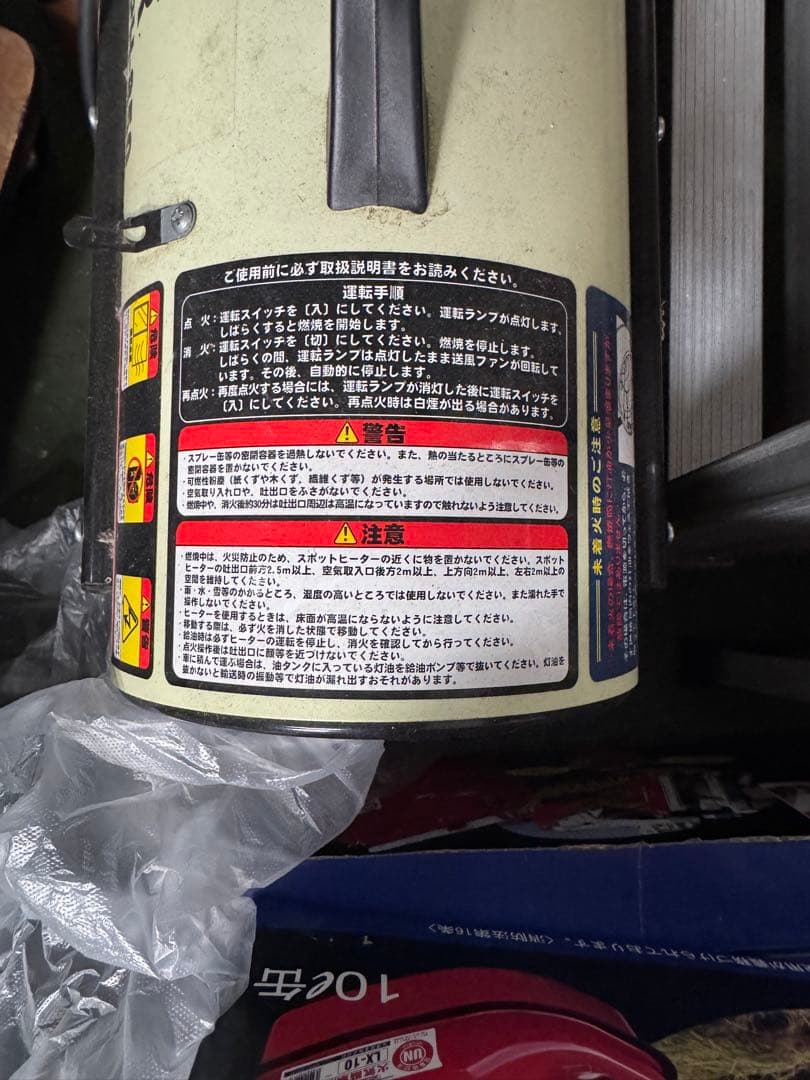 ご使用前に必ず取扱説明書をお読みください。
運転手順
点 火：運転スイッチを〔入〕にしてください。運転ランプが点灯します。
しばらくすると燃焼を開始します。
消 火：運転スイッチを〔切〕にしてください。燃焼を停止します。
しばらくの間、運転ランプは点灯したまま送風ファンが回転して
います。その後、自動的に停止します。
再点火：再度点火する場合には、運転ランプが消灯した後に運転スイッチを
〔入〕にしてください。再点火時は白煙が出る場合があります。
警告
・スプレー缶等の密閉容器を過熱しないでください。また、熱の当たるところにスプレー缶等の
密閉容器を置かないでください。
・可燃性粉塵（紙くずや木くず、繊維くず等）が発生する場所では使用しないでください。
・空気取り入れ口や、吐出口をふさがないでください。
・燃焼中や、消火後約30分は吐出口周辺は高温になっていますので触れないよう注意してください。
注意
・燃焼中は、火災防止のため、スポットヒーターの近くに物を置かないでください。スポット
ヒーターの吐出口前方2.5m以上、空気取入口後方2m以上、上方向2m以上、左右2m以上の
空間を維持してください。
・雨・水・雪等のかかるところ、湿度の高いところでは使用しないでください。また濡れた手で
操作しないでください。
・ヒーターを使用するときは、床面が高温にならないように注意してください。
・移動する際は、必ず火を消した状態で移動してください。
・給油時は必ずヒーターの運転を停止し、消火を確認してから行ってください。
・点火操作後は吐出口に顔等を近づけないでください。
・車に積んで運ぶ場合は、油タンクに入っている灯油を給油ポンプ等で抜いてください。灯油を
抜かないと輸送時の振動等で灯油が漏れ出すおそれがあります。
危険
危険
警告
未着火時のご注意
付けられております。〈消防法第16条〉
10ℓ缶
UN
LX-10